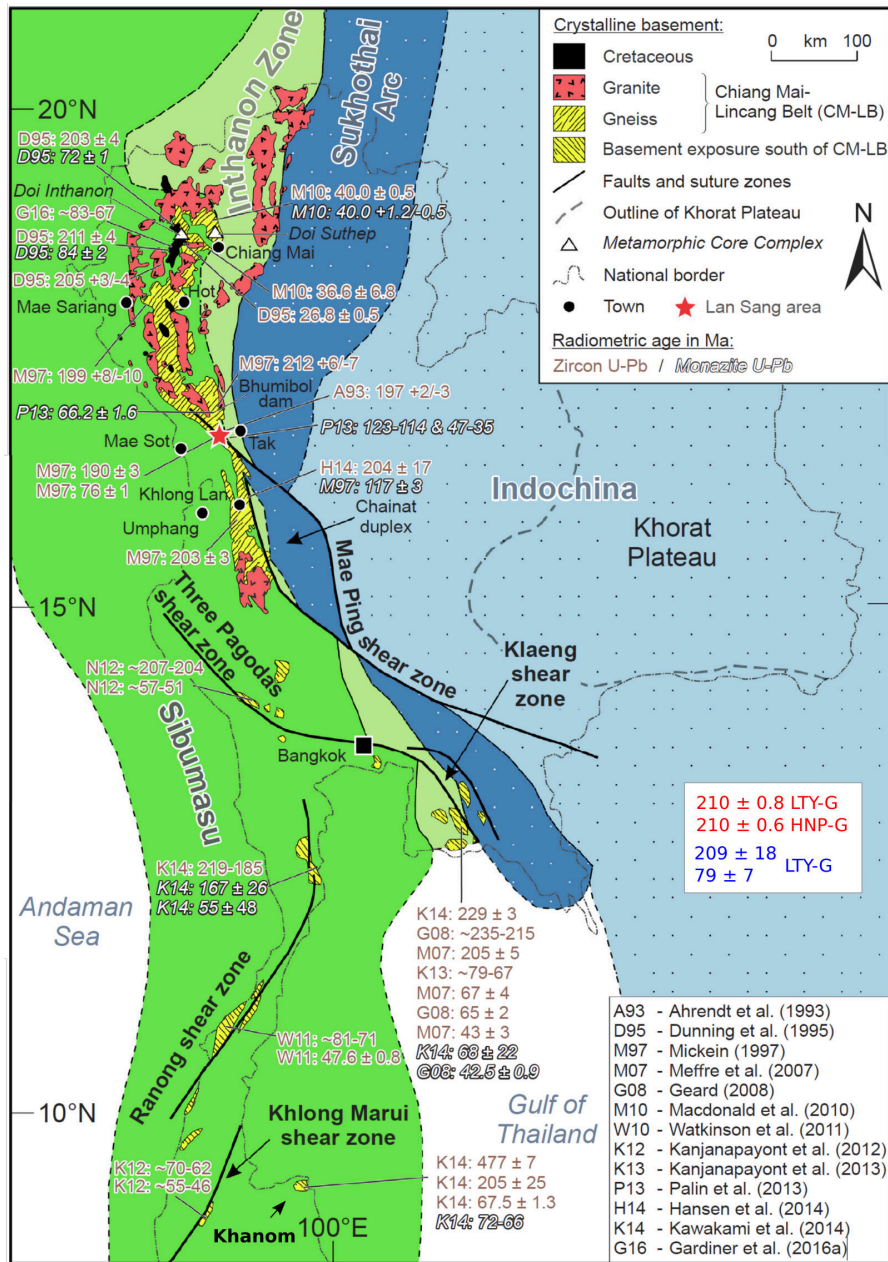 Crystalline basement:
0 km 100
Cretaceous
Granite
Gneiss
Chiang Mai-
Lincang Belt (CM-LB)
Basement exposure south of CM-LB
Faults and suture zones
Outline of Khorat Plateau
Metamorphic Core Complex
National border
Town
Lan Sang area
N
Radiometric age in Ma:
Zircon U-Pb / Monazite U-Pb
20°N
Inthanon Zone
Sukhothai
Arc
D95: 203 ± 4
D95: 72 ± 1
Doi Inthanon
G16: ~83-67
D95: 211 ± 4
D95: 84 ± 2
D95: 205 +3/-4
Mae Sariang
Hot
M10: 40.0 ± 0.5
M10: 40.0 +1.2/-0.5
Doi Suthep
Chiang Mai
M10: 36.6 ± 6.8
D95: 26.8 ± 0.5
M97: 199 +8/-10
M97: 212 +6/-7
Bhumibol
dam
A93: 197 +2/-3
P13: 66.2 ± 1.6
P13: 123-114 & 47-35
Mae Sot
Tak
M97: 190 ± 3
M97: 76 ± 1
H14: 204 ± 17
M97: 117 ± 3
Khlong Lan
Umphang
Chainat
duplex
M97: 203 ± 3
Indochina
Khorat
Plateau
15°N
Mae Ping shear zone
Three Pagodas
shear zone
Klaeng
shear
zone
N12: ~207-204
N12: ~57-51
Sibumasu
Bangkok
210 ± 0.8 LTY-G
210 ± 0.6 HNP-G
209 ± 18
79 ± 7
LTY-G
K14: 219-185
K14: 167 ± 26
K14: 55 ± 48
Andaman
Sea
K14: 229 ± 3
G08: ~235-215
M07: 205 ± 5
K13: ~79-67
M07: 67 ± 4
G08: 65 ± 2
M07: 43 ± 3
K14: 68 ± 22
G08: 42.5 ± 0.9
Ranong shear zone
W11: ~81-71
W11: 47.6 ± 0.8
10°N
Khlong Marui
shear zone
Gulf of
Thailand
K12: ~70-62
K12: ~55-46
K14: 477 ± 7
K14: 205 ± 25
K14: 67.5 ± 1.3
K14: 72-66
Khanom
100°E
A93 - Ahrendt et al. (1993)
D95 - Dunning et al. (1995)
M97 - Mickein (1997)
M07 - Meffre et al. (2007)
G08 - Geard (2008)
M10 - Macdonald et al. (2010)
W10 - Watkinson et al. (2011)
K12 - Kanjanapayont et al. (2012)
K13 - Kanjanapayont et al. (2013)
P13 - Palin et al. (2013)
H14 - Hansen et al. (2014)
K14 - Kawakami et al. (2014)
G16 - Gardiner et al. (2016a)